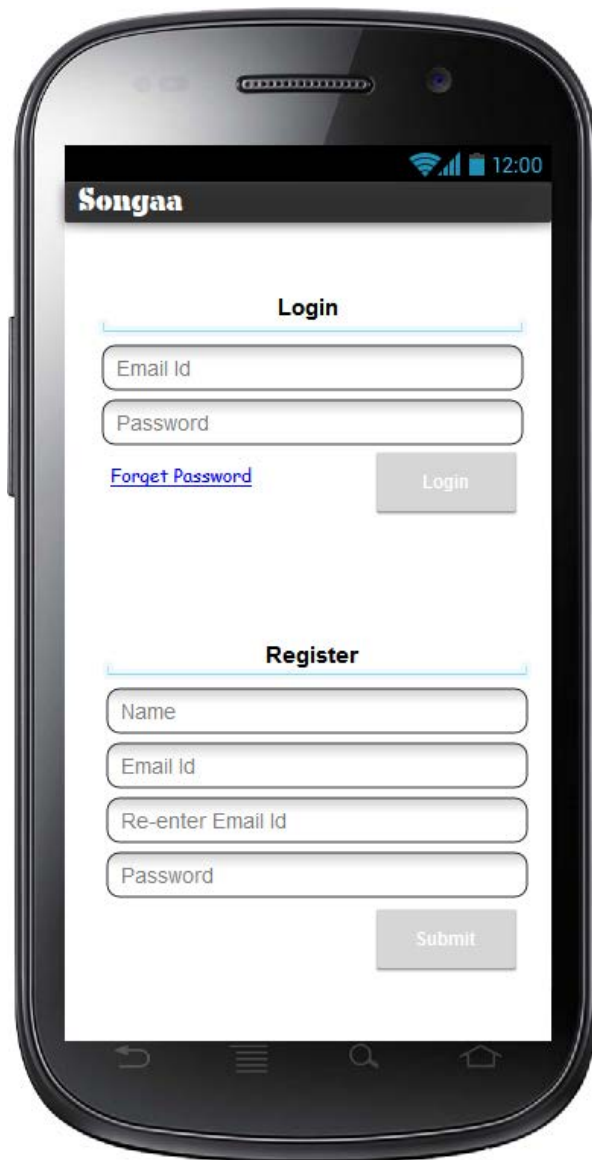 12:00
Songaa
Login
Email Id
Password
Forget Password
Login
Register
Name
Email Id
Re-enter Email Id
Password
Submit